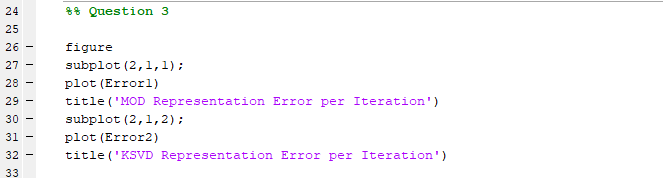 24 %% Question 3
25
26 – figure
27 – subplot(2,1,1);
28 – plot(Error1)
29 – title('MOD Representation Error per Iteration')
30 – subplot(2,1,2);
31 – plot(Error2)
32 – title('KSVD Representation Error per Iteration')
33